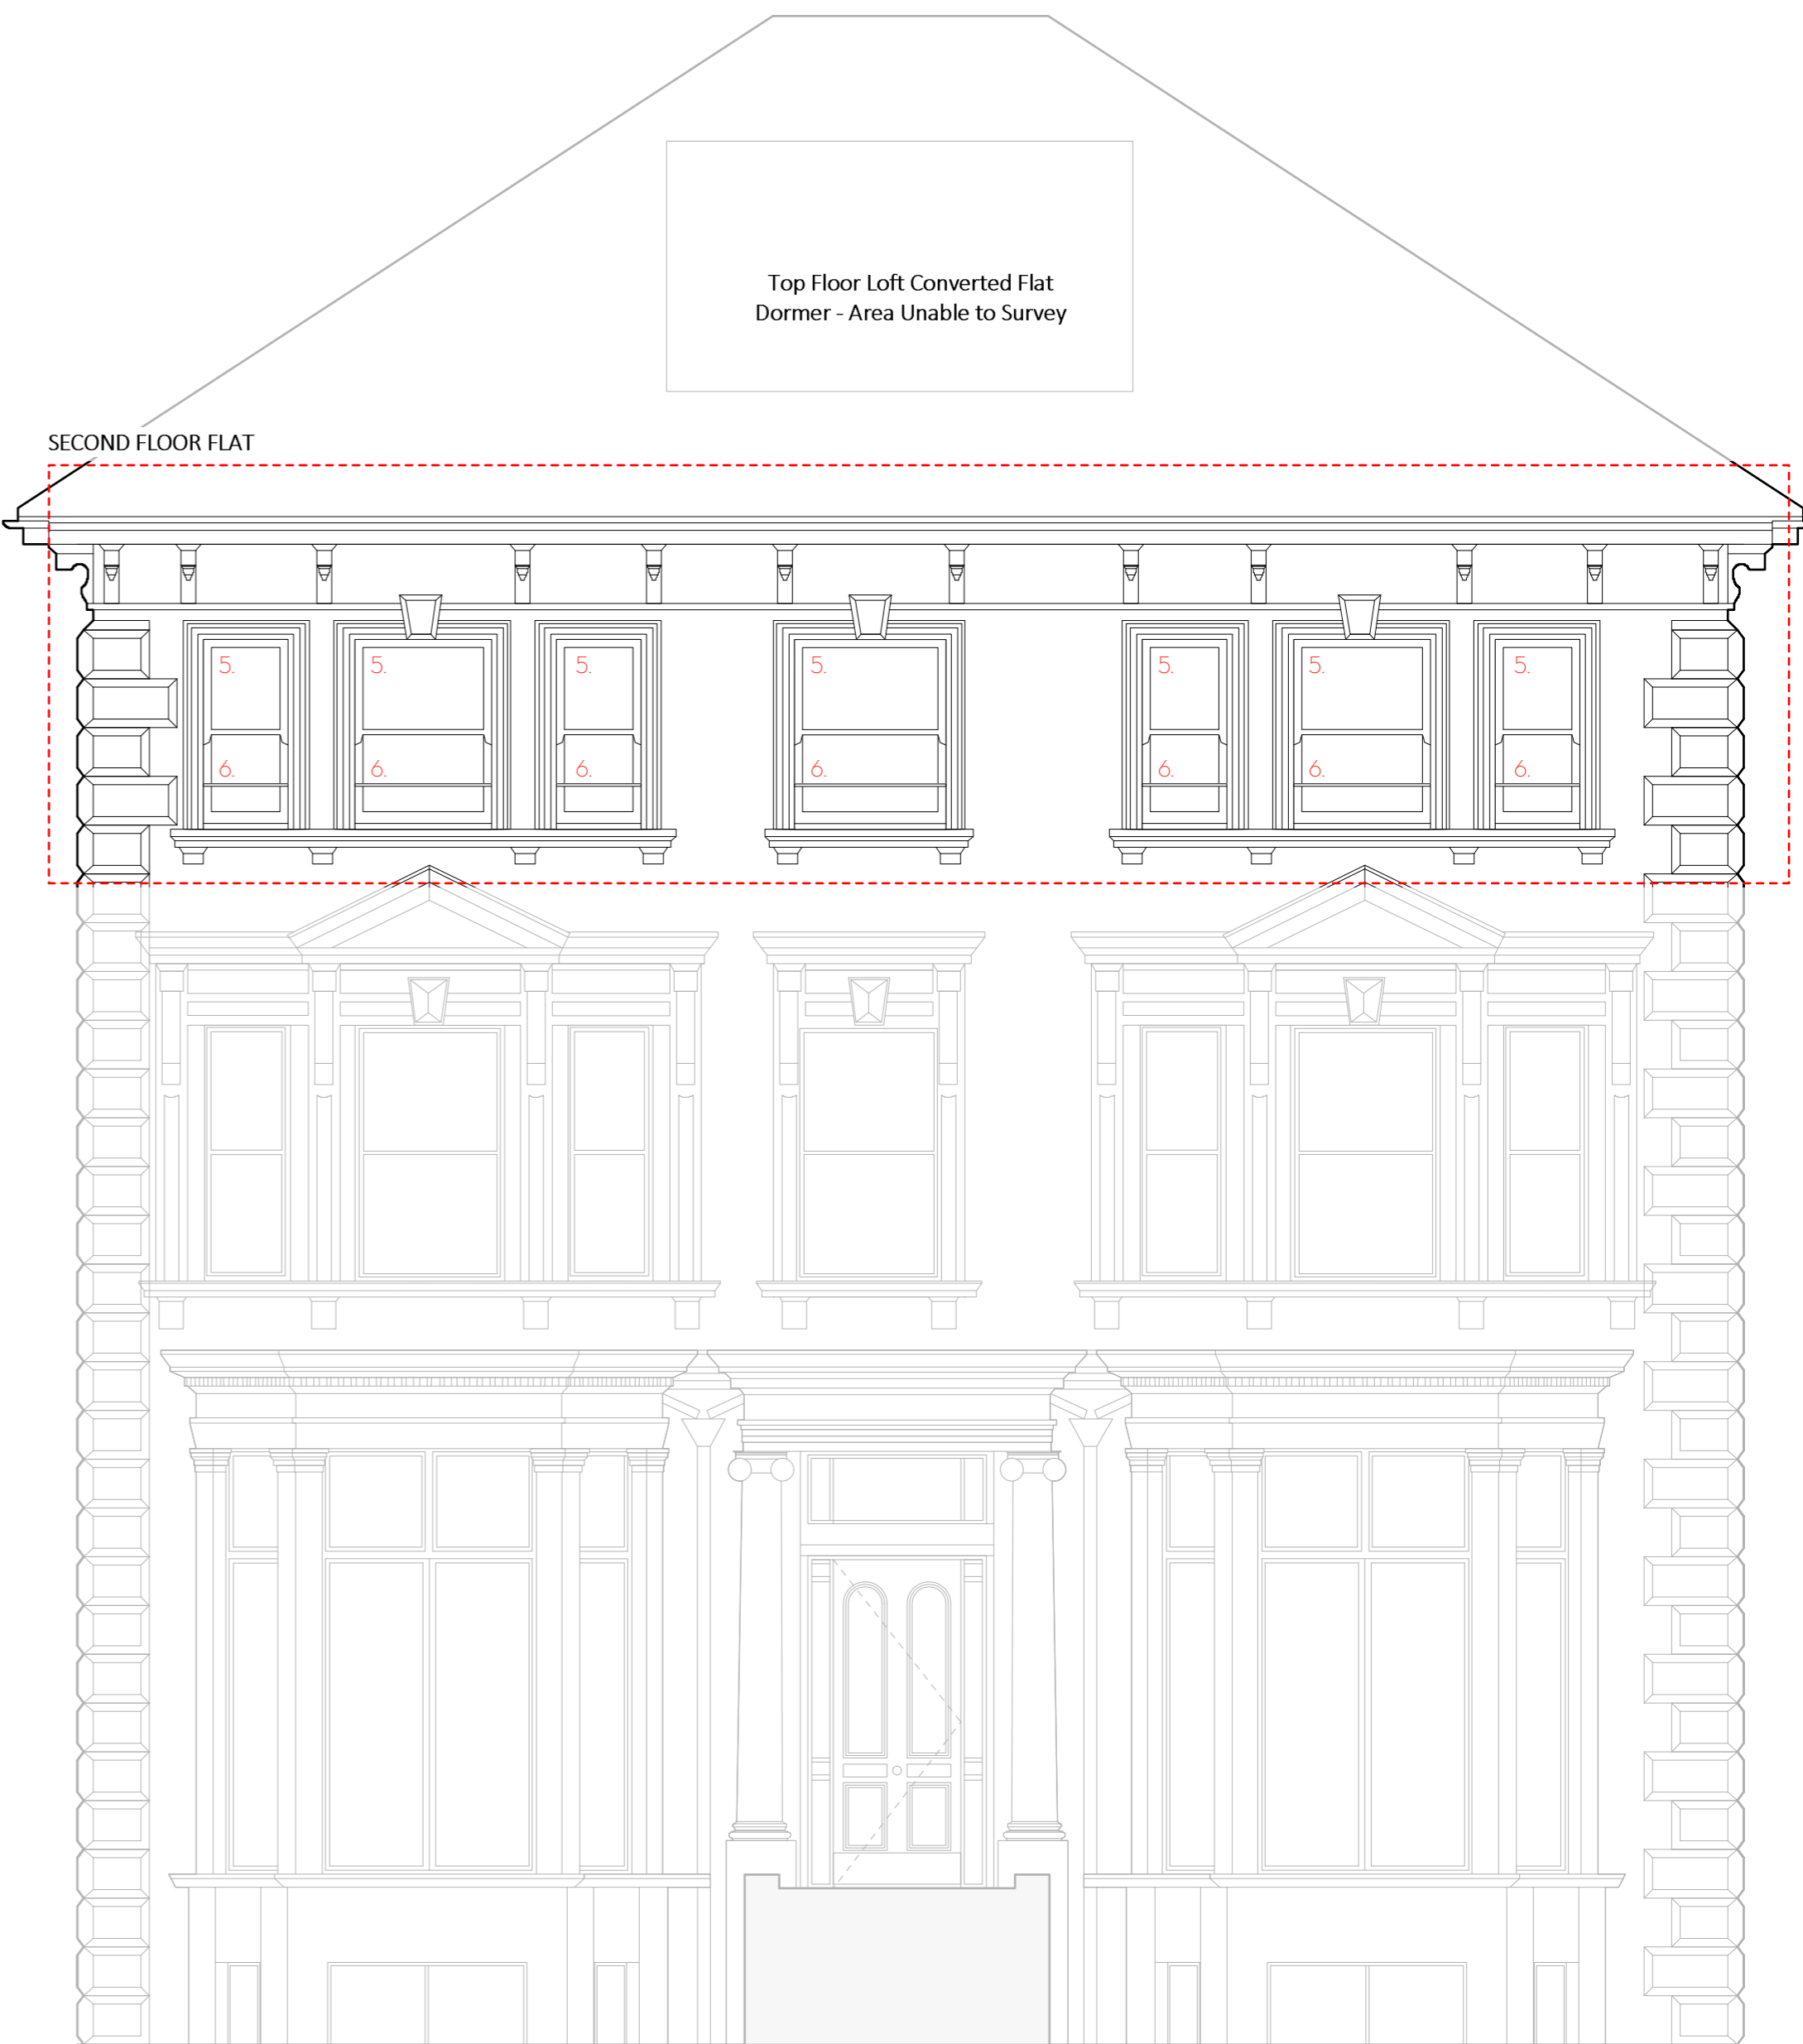 Top Floor Loft Converted Flat
Dormer - Area Unable to Survey
SECOND FLOOR FLAT
5. 5. 5. 5. 5. 5. 5.
6. 6. 6. 6. 6. 6. 6.